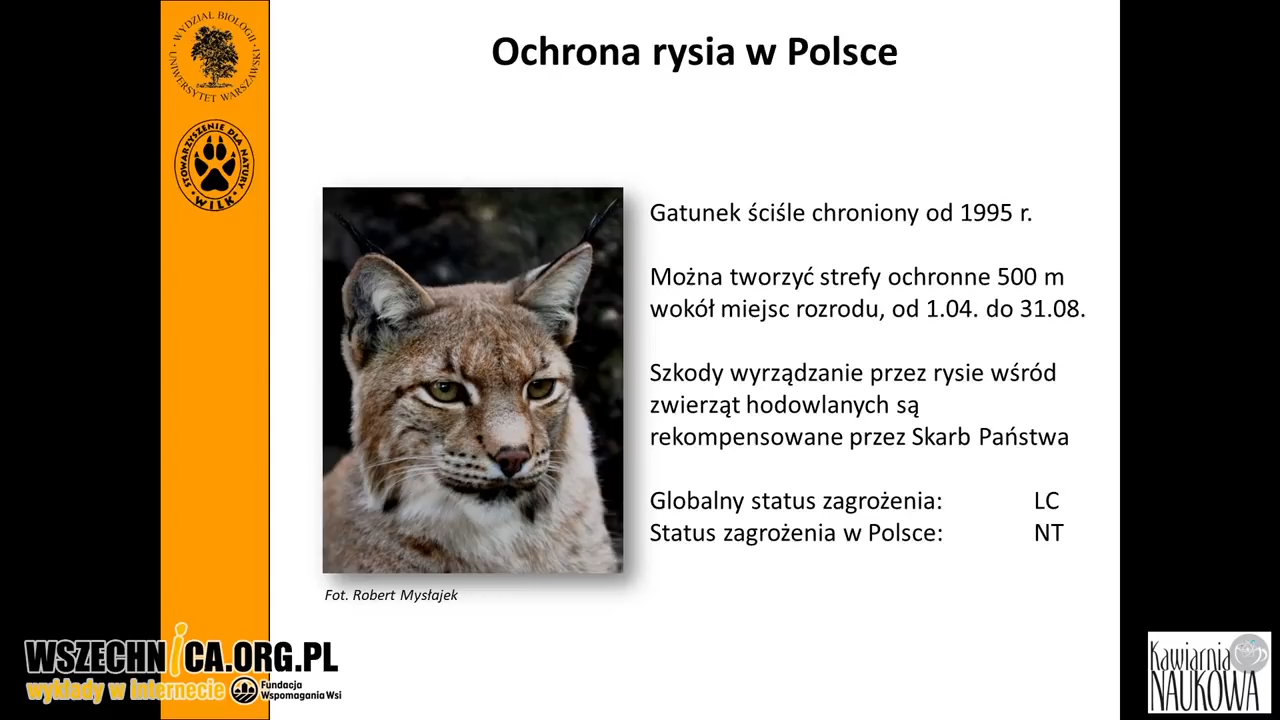 WYDZIAŁ BIOLOGII
UNIWERSYTET WARSZAWSKI
STOWARZYSZENIE DLA NATURY
WILK
Ochrona rysia w Polsce
Gatunek ściśle chroniony od 1995 r.
Można tworzyć strefy ochronne 500 m
wokół miejsc rozrodu, od 1.04. do 31.08.
Szkody wyrządzanie przez rysie wśród
zwierząt hodowlanych są
rekompensowane przez Skarb Państwa
Globalny status zagrożenia: LC
Status zagrożenia w Polsce: NT
Fot. Robert Mysłajek
WSZECHNiCA.ORG.PL
wykłady w internecie
Fundacja
Wspomagania Wsi
Kawiarnia
NAUKOWA